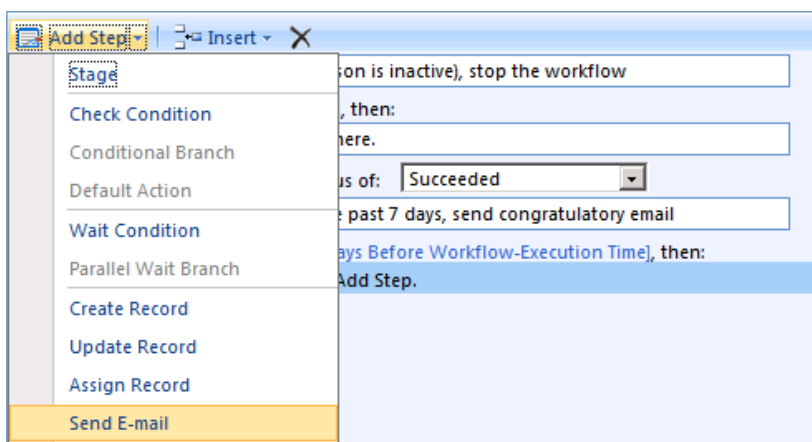 Add Step Insert
Stage
son is inactive), stop the workflow
Check Condition
, then:
Conditional Branch
here.
Default Action
us of: Succeeded
Wait Condition
e past 7 days, send congratulatory email
Parallel Wait Branch
ays Before Workflow-Execution Time], then:
Add Step.
Create Record
Update Record
Assign Record
Send E-mail